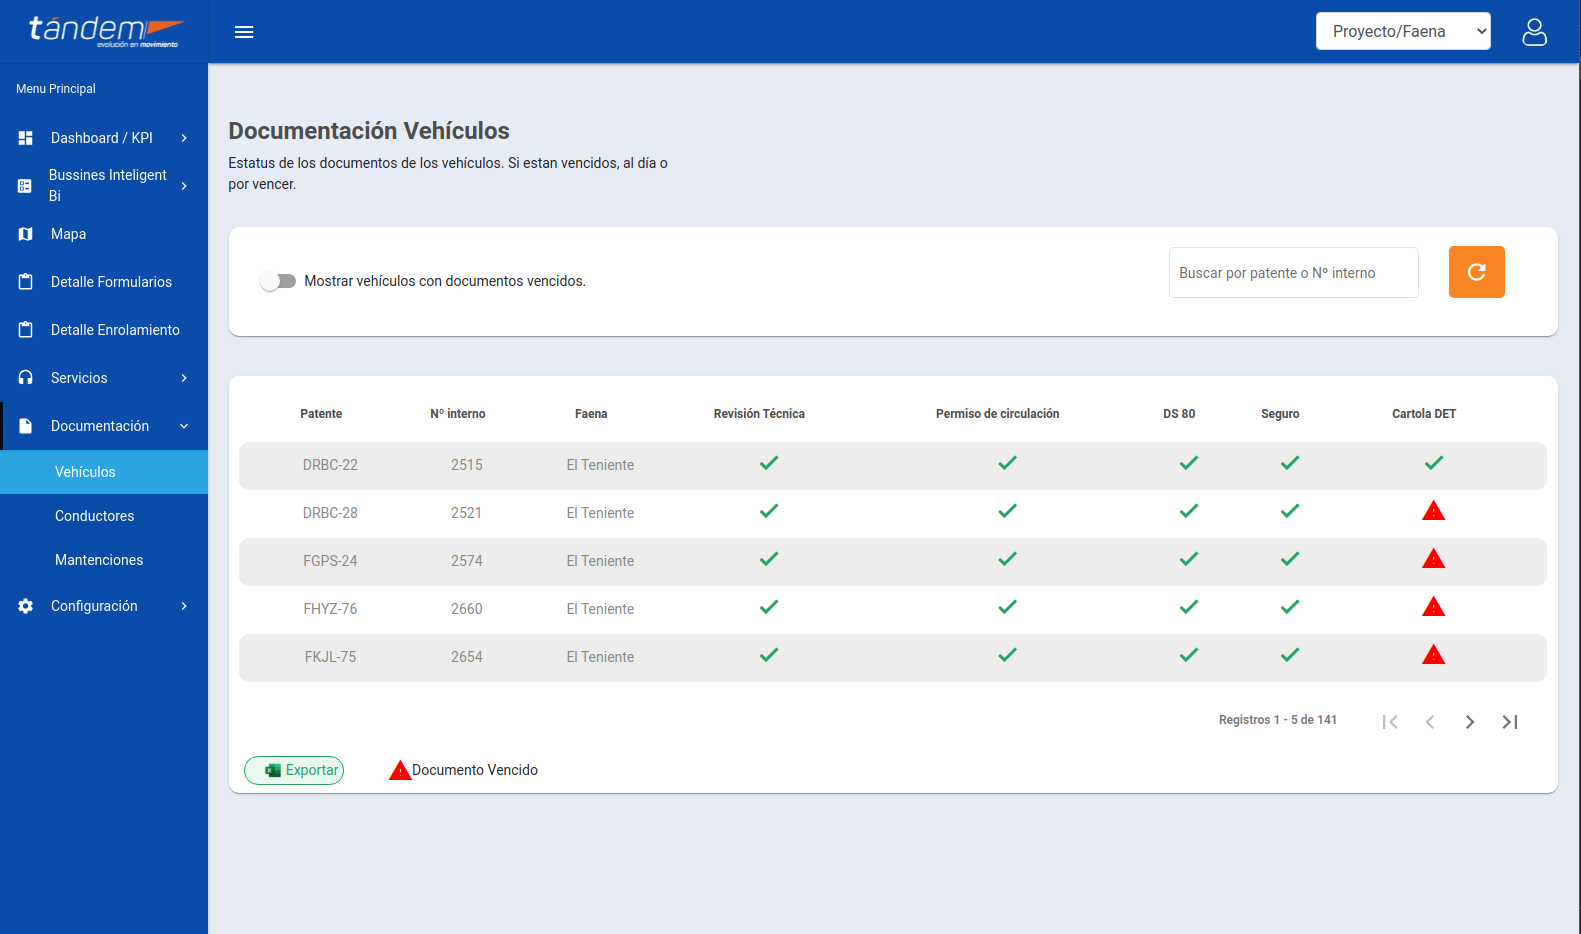 tándem
evolución en movimiento
Proyecto/Faena
Menu Principal
Dashboard / KPI
Bussines Inteligent
Bi
Mapa
Detalle Formularios
Detalle Enrolamiento
Servicios
Documentación
Vehículos
Conductores
Mantenciones
Configuración
Documentación Vehículos
Estatus de los documentos de los vehículos. Si estan vencidos, al día o
por vencer.
Mostrar vehículos con documentos vencidos.
Buscar por patente o Nº interno
Patente Nº interno Faena Revisión Técnica Permiso de circulación DS 80 Seguro Cartola DET
DRBC-22 2515 El Teniente
DRBC-28 2521 El Teniente
FGPS-24 2574 El Teniente
FHYZ-76 2660 El Teniente
FKJL-75 2654 El Teniente
Registros 1 - 5 de 141
Exportar
Documento Vencido